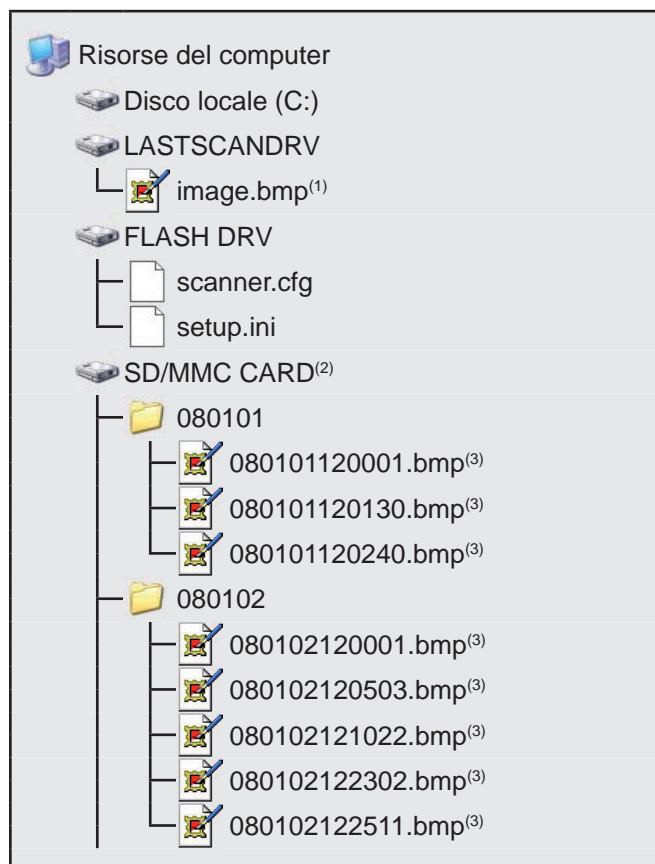 Risorse del computer
Disco locale (C:)
LASTSCANDRV
image.bmp(1)
FLASH DRV
scanner.cfg
setup.ini
SD/MMC CARD(2)
080101
080101120001.bmp(3)
080101120130.bmp(3)
080101120240.bmp(3)
080102
080102120001.bmp(3)
080102120503.bmp(3)
080102121022.bmp(3)
080102122302.bmp(3)
080102122511.bmp(3)